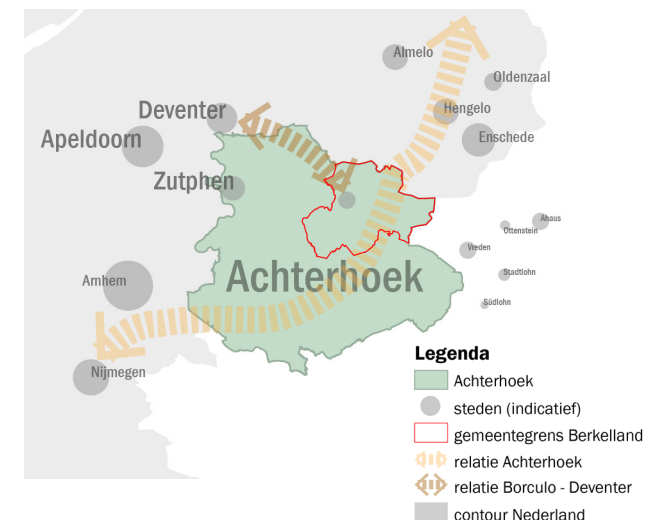 Almelo
Oldenzaal
Deventer
Hengelo
Apeldoorn
Enschede
Zutphen
Ahaus
Ottenstein
Vreden
Achterhoek
Arnhem
Stadtlohn
Südlohn
Nijmegen
Legenda
Achterhoek
steden (indicatief)
gemeentegrens Berkelland
relatie Achterhoek
relatie Borculo - Deventer
contour Nederland